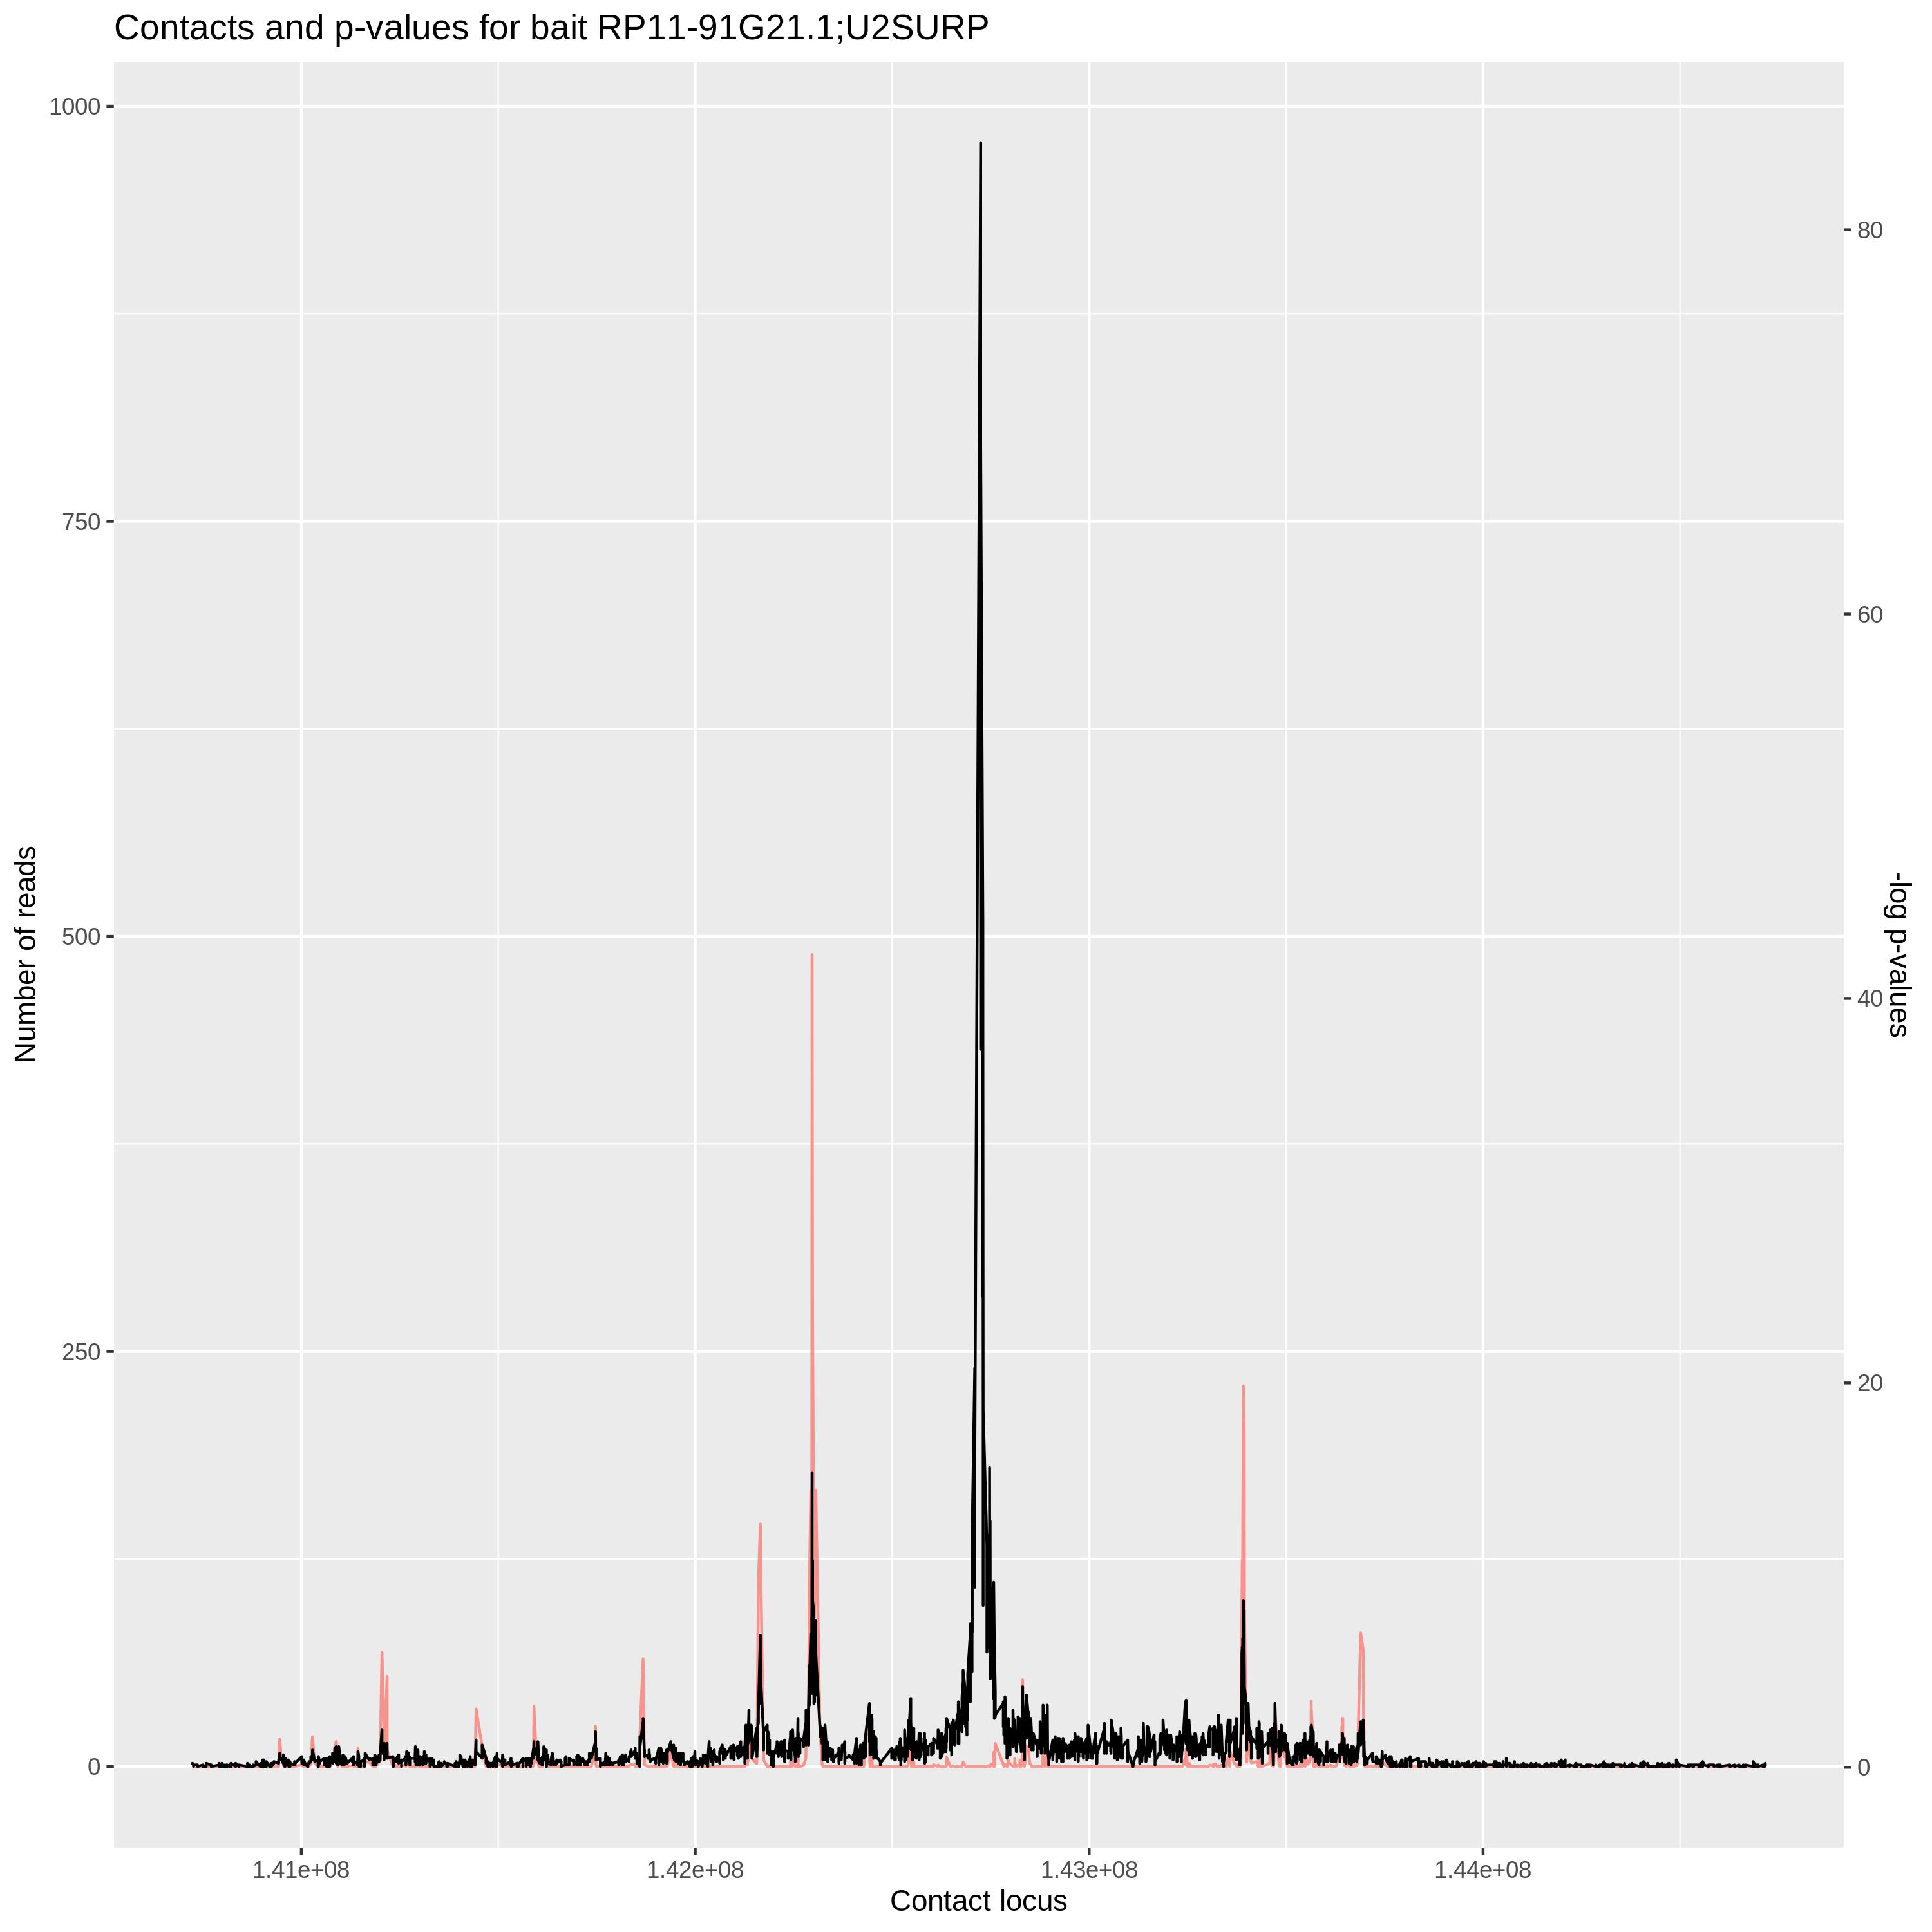 Contacts and p-values for bait RP11-91G21.1;U2SURP
1000
750
500
250
0
Number of reads
80
60
40
20
0
-log p-values
1.41e+08
1.42e+08
1.43e+08
1.44e+08
Contact locus